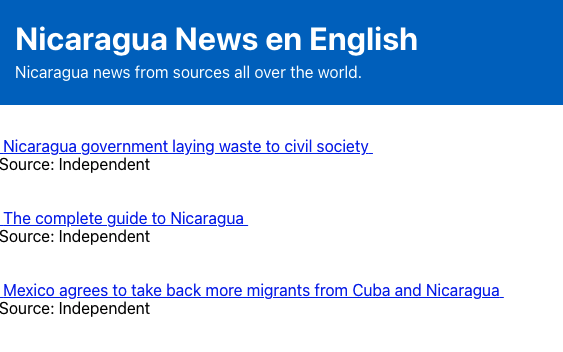 Nicaragua News en English
Nicaragua news from sources all over the world.
Nicaragua government laying waste to civil society
Source: Independent
The complete guide to Nicaragua
Source: Independent
Mexico agrees to take back more migrants from Cuba and Nicaragua
Source: Independent